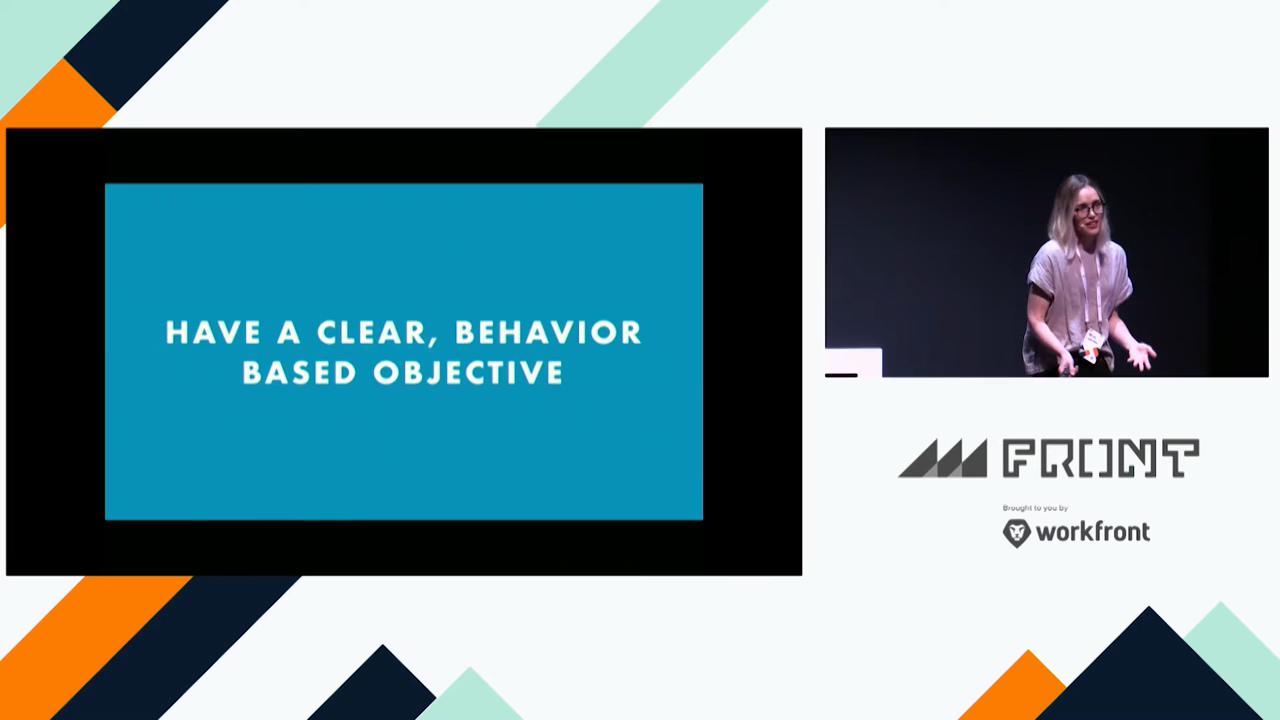 HAVE A CLEAR, BEHAVIOR
BASED OBJECTIVE
FRONT
Brought to you by
workfront